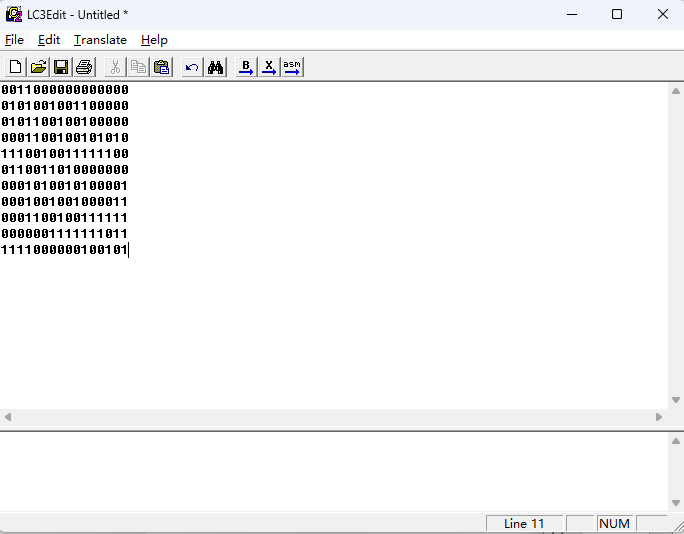 LC3Edit - Untitled *
File Edit Translate Help
B X asm
0011000000000000
0101001001100000
0101100100100000
0001100100101010
1110010011111100
0110011010000000
0001010010100001
0001001001000011
0001100100111111
0000001111111011
1111000000100101
Line 11 NUM